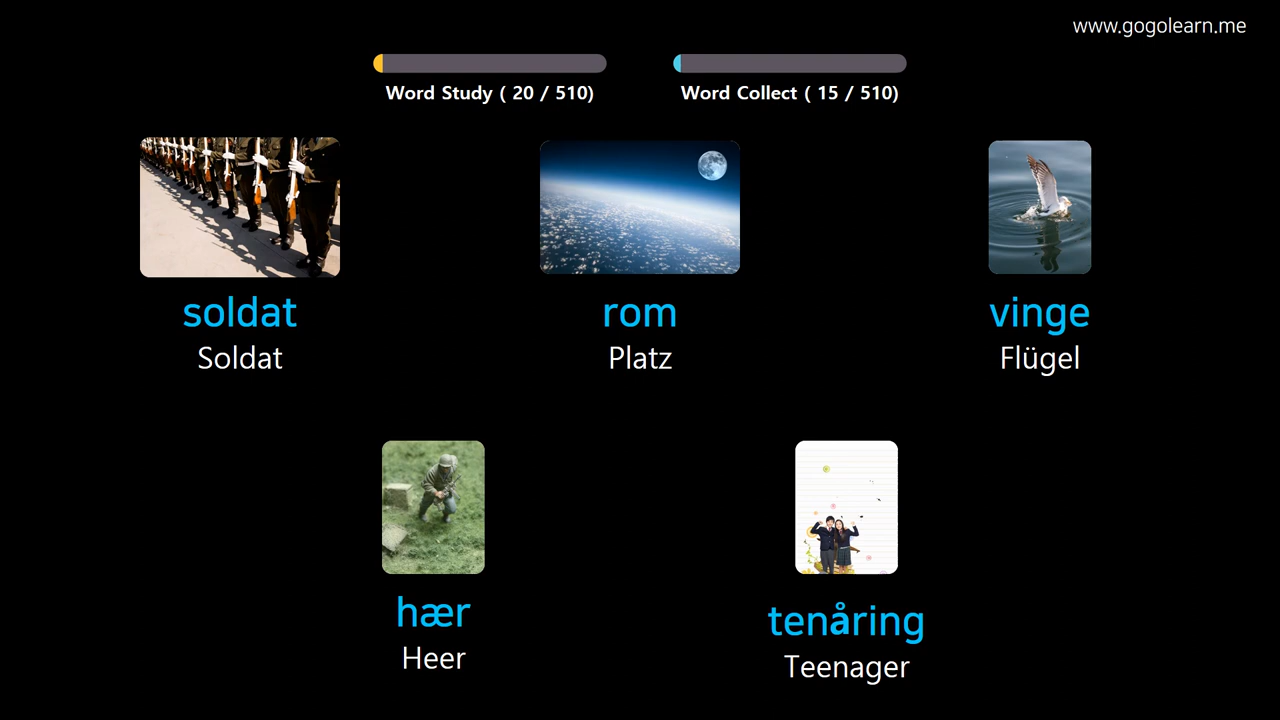 www.gogolearn.me
Word Study ( 20 / 510)
Word Collect ( 15 / 510)
soldat
Soldat
rom
Platz
vinge
Flügel
hær
Heer
tenåring
Teenager